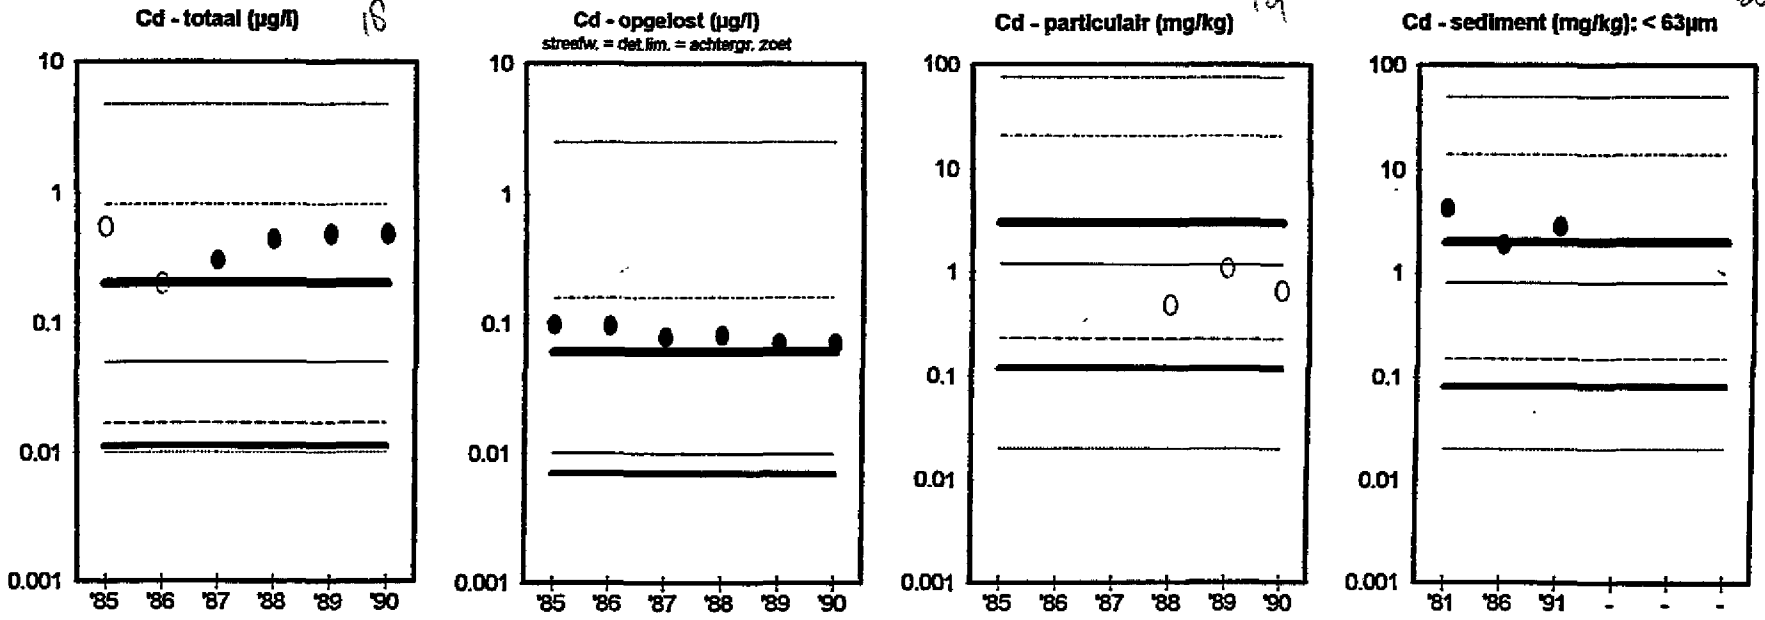 Cd - totaal (µg/l)
18
10
1
0.1
0.01
0.001
'85 '86 '87 '88 '89 '90
Cd - opgelost (µg/l)
streefw. = det.lim. = achtergr. zoet
10
1
0.1
0.01
0.001
'85 '86 '87 '88 '89 '90
Cd - particulair (mg/kg)
19
100
10
1
0.1
0.01
0.001
'85 '86 '87 '88 '89 '90
Cd - sediment (mg/kg): < 63µm
100
10
1
0.1
0.01
0.001
'81 '86 '91 - - -